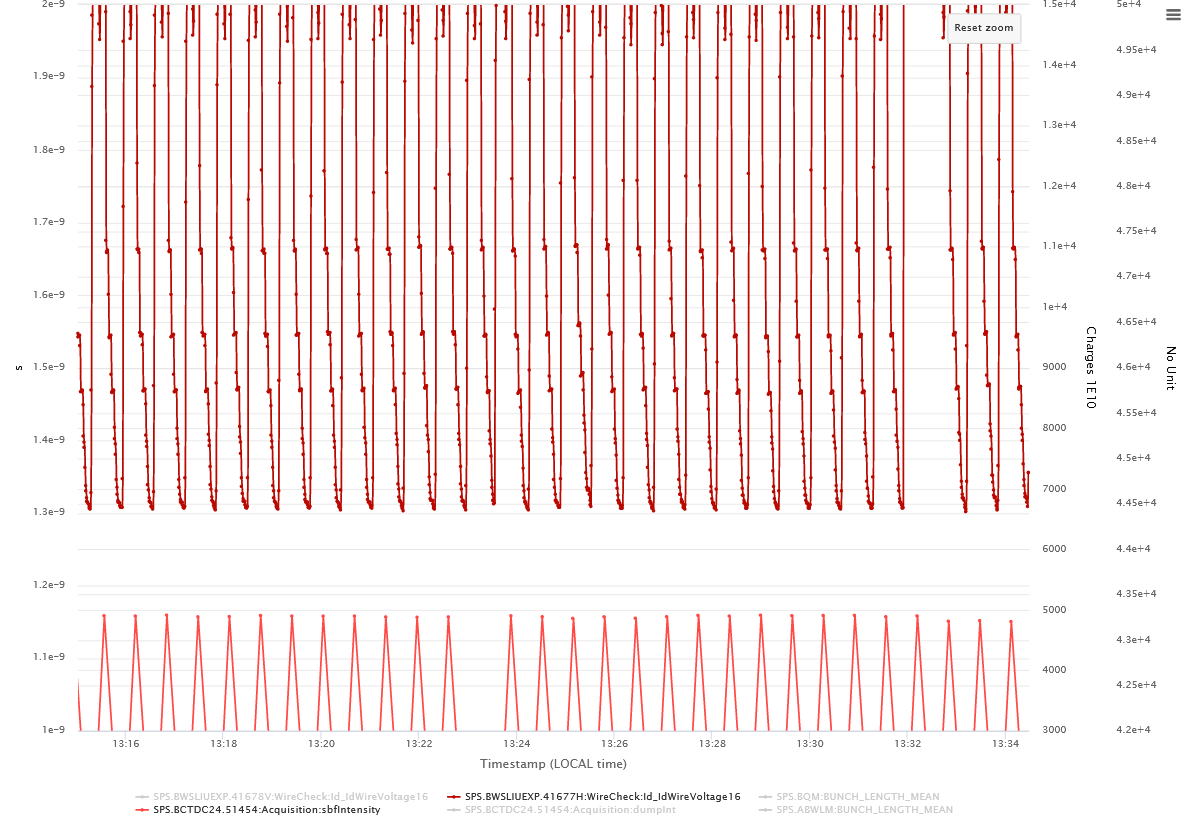 2e−9 1.5e+4 5e+4
Reset zoom
1.9e−9 1.4e+4 4.95e+4
4.9e+4
1.8e−9 1.3e+4 4.85e+4
1.2e+4 4.8e+4
1.7e−9 1.1e+4 4.75e+4
4.7e+4
1.6e−9 1e+4 4.65e+4
1.5e−9 9000 4.6e+4
s Charges 1E10 No Unit
4.55e+4
1.4e−9 8000 4.5e+4
1.3e−9 7000 4.45e+4
6000 4.4e+4
1.2e−9 4.35e+4
5000 4.3e+4
1.1e−9 4000 4.25e+4
1e−9 3000 4.2e+4
13:16 13:18 13:20 13:22 13:24 13:26 13:28 13:30 13:32 13:34
Timestamp (LOCAL time)
SPS.BWSLIUEXP.41678V:WireCheck:Id_IdWireVoltage16 SPS.BWSLIUEXP.41677H:WireCheck:Id_IdWireVoltage16 SPS.BQM:BUNCH_LENGTH_MEAN
SPS.BCTDC24.51454:Acquisition:sbfIntensity SPS.BCTDC24.51454:Acquisition:dumpInt SPS.ABWLM:BUNCH_LENGTH_MEAN